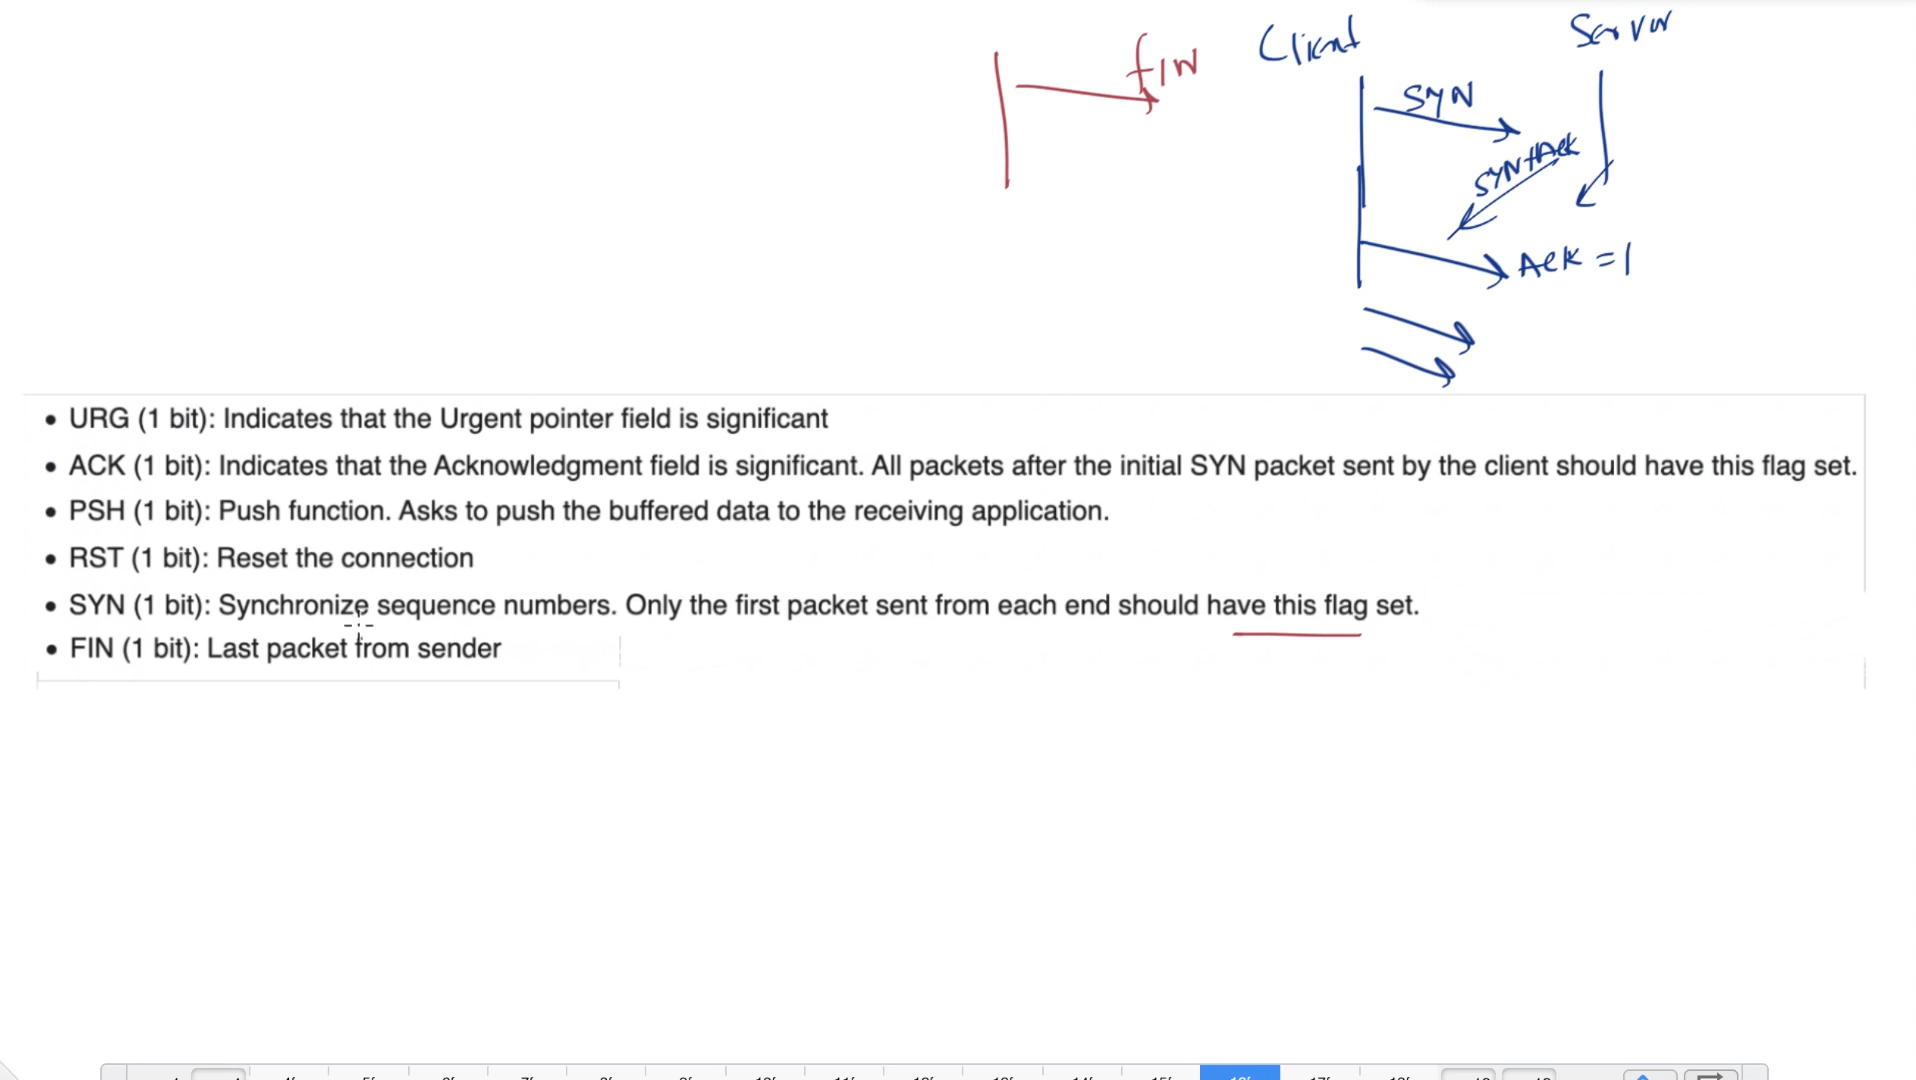 FIN
Client
Server
SYN
SYN+Ack
Ack = 1
• URG (1 bit): Indicates that the Urgent pointer field is significant
• ACK (1 bit): Indicates that the Acknowledgment field is significant. All packets after the initial SYN packet sent by the client should have this flag set.
• PSH (1 bit): Push function. Asks to push the buffered data to the receiving application.
• RST (1 bit): Reset the connection
• SYN (1 bit): Synchronize sequence numbers. Only the first packet sent from each end should have this flag set.
• FIN (1 bit): Last packet from sender